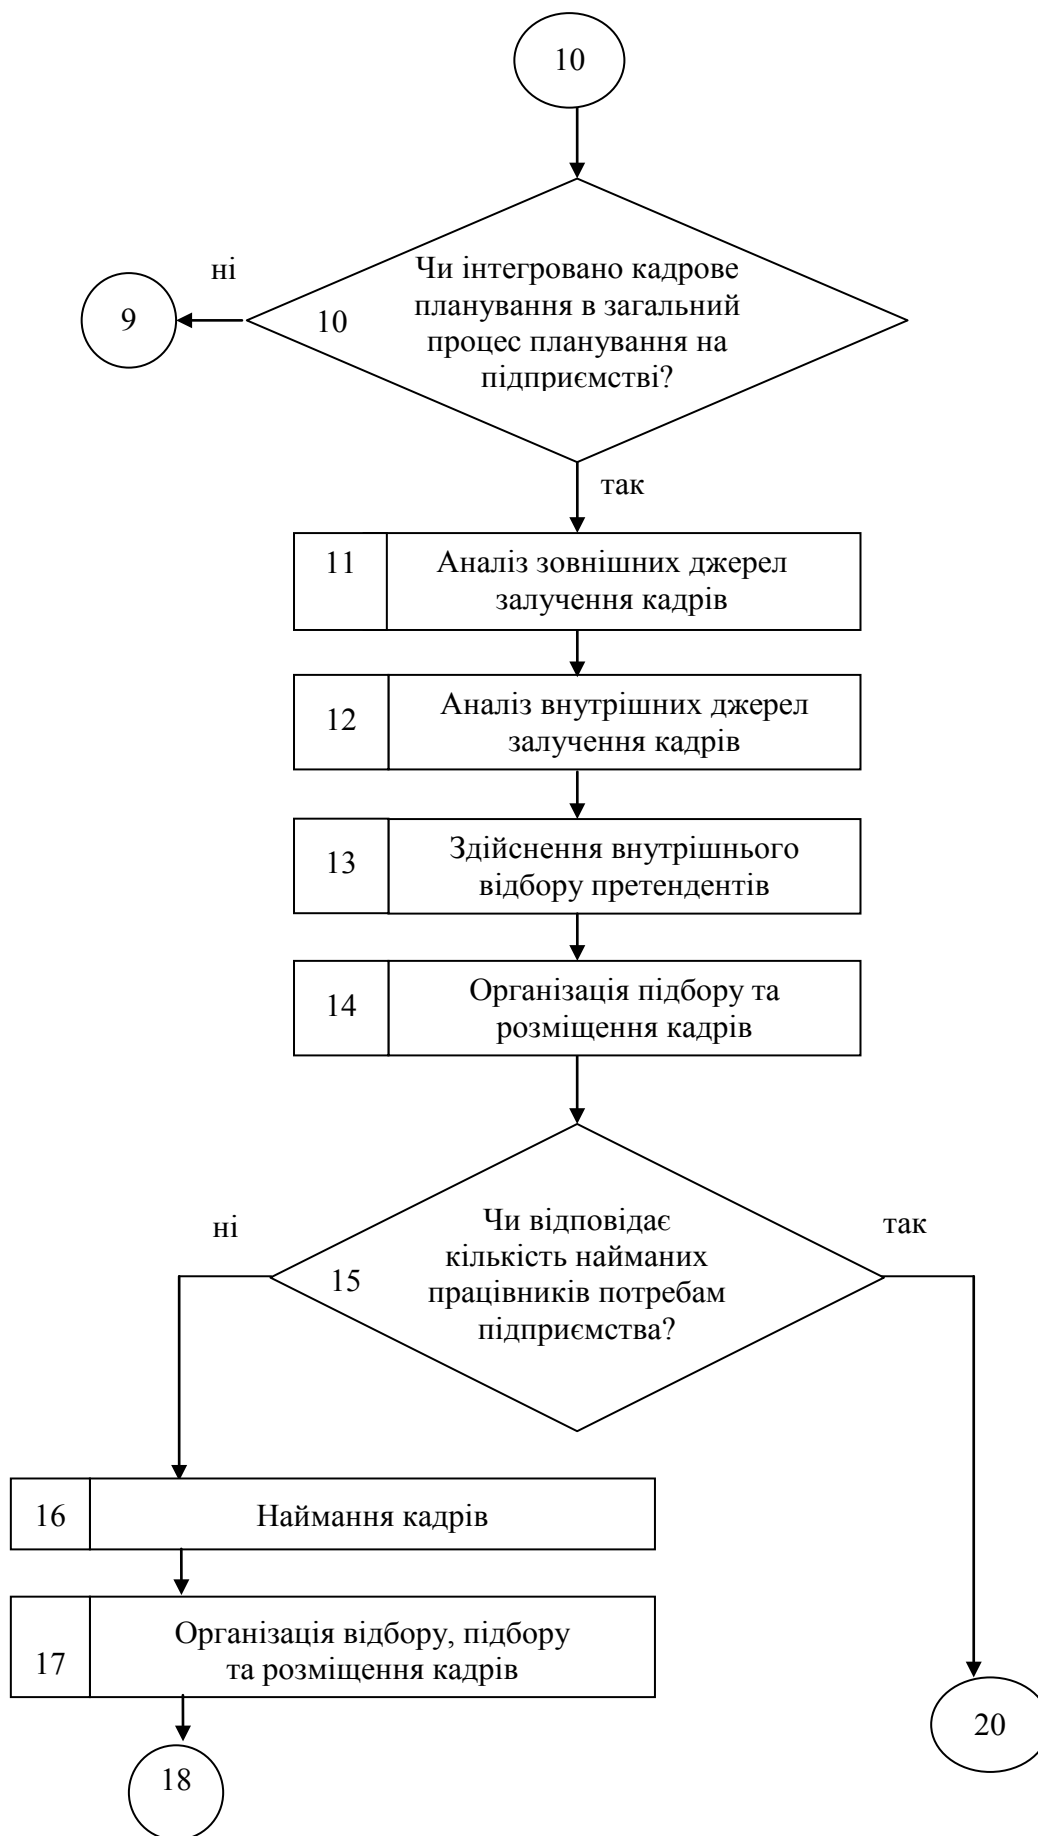 10
ні
Чи інтегровано кадрове
планування в загальний
процес планування на
підприємстві?
10
9
так
11
Аналіз зовнішних джерел
залучення кадрів
12
Аналіз внутрішних джерел
залучення кадрів
13
Здійснення внутрішнього
відбору претендентів
14
Організація підбору та
розміщення кадрів
ні
так
Чи відповідає
кількість найманих
працівників потребам
підприємства?
15
16
Наймання кадрів
17
Організація відбору, підбору
та розміщення кадрів
20
18